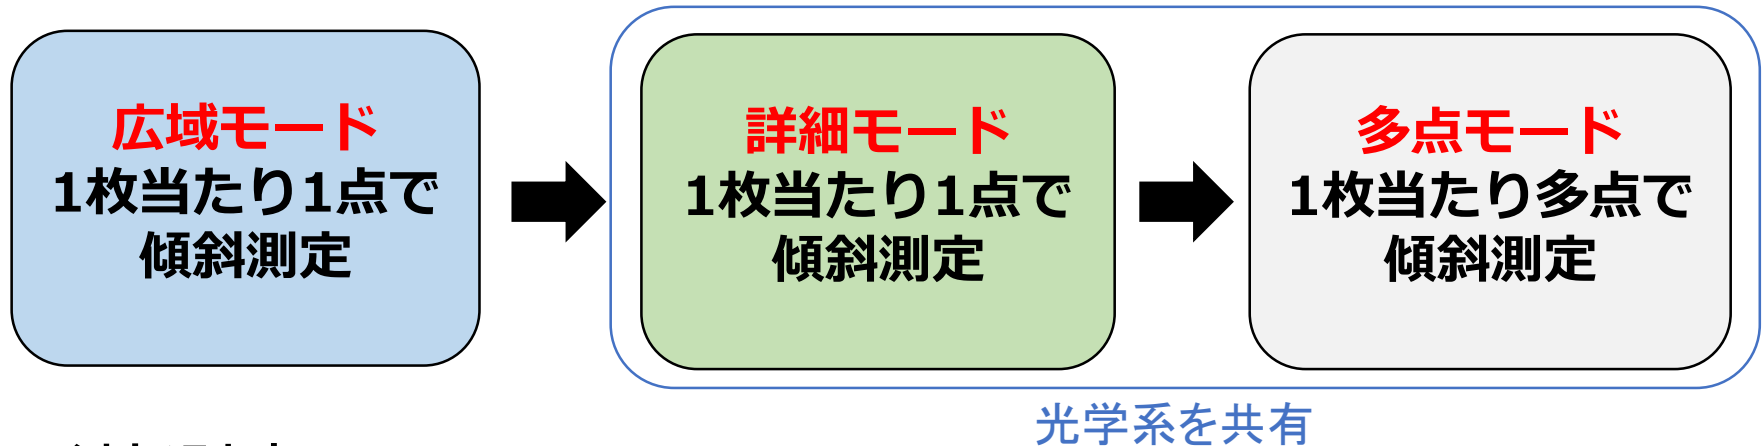 広域モード
1枚当たり1点で
傾斜測定
詳細モード
1枚当たり1点で
傾斜測定
多点モード
1枚当たり多点で
傾斜測定
光学系を共有